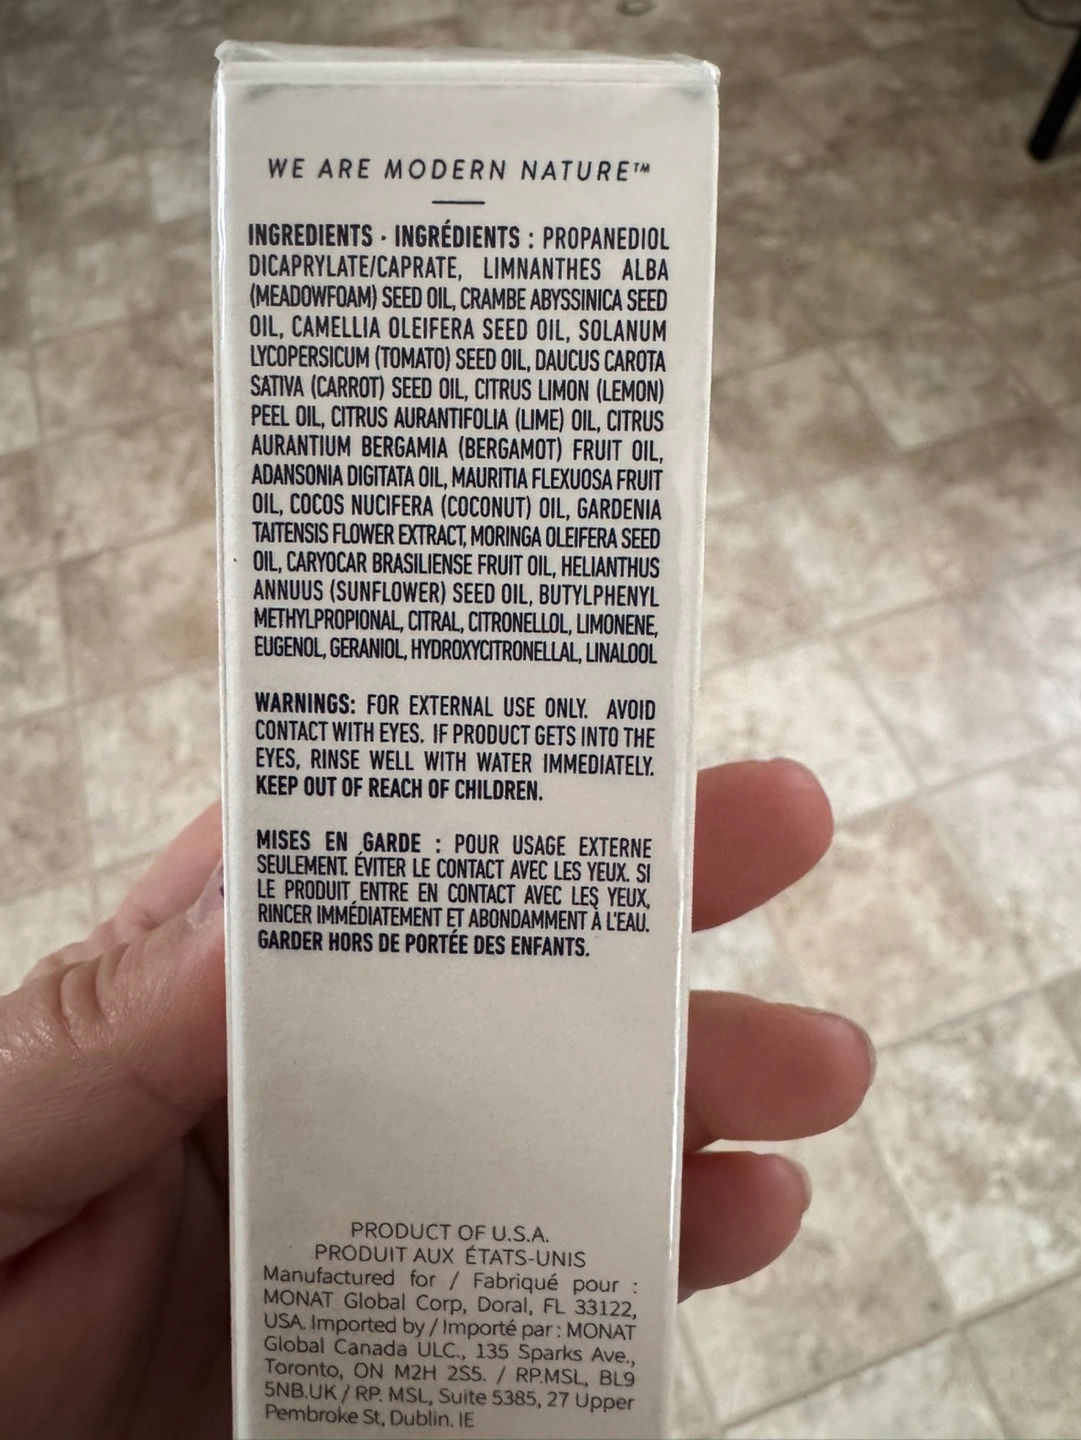 WE ARE MODERN NATURE™
INGREDIENTS · INGRÉDIENTS : PROPANEDIOL
DICAPRYLATE/CAPRATE, LIMNANTHES ALBA
(MEADOWFOAM) SEED OIL, CRAMBE ABYSSINICA SEED
OIL, CAMELLIA OLEIFERA SEED OIL, SOLANUM
LYCOPERSICUM (TOMATO) SEED OIL, DAUCUS CAROTA
SATIVA (CARROT) SEED OIL, CITRUS LIMON (LEMON)
PEEL OIL, CITRUS AURANTIFOLIA (LIME) OIL, CITRUS
AURANTIUM BERGAMIA (BERGAMOT) FRUIT OIL,
ADANSONIA DIGITATA OIL, MAURITIA FLEXUOSA FRUIT
OIL, COCOS NUCIFERA (COCONUT) OIL, GARDENIA
TAITENSIS FLOWER EXTRACT, MORINGA OLEIFERA SEED
OIL, CARYOCAR BRASILIENSE FRUIT OIL, HELIANTHUS
ANNUUS (SUNFLOWER) SEED OIL, BUTYLPHENYL
METHYLPROPIONAL, CITRAL, CITRONELLOL, LIMONENE,
EUGENOL, GERANIOL, HYDROXYCITRONELLAL, LINALOOL
WARNINGS: FOR EXTERNAL USE ONLY. AVOID
CONTACT WITH EYES. IF PRODUCT GETS INTO THE
EYES, RINSE WELL WITH WATER IMMEDIATELY.
KEEP OUT OF REACH OF CHILDREN.
MISES EN GARDE : POUR USAGE EXTERNE
SEULEMENT. ÉVITER LE CONTACT AVEC LES YEUX. SI
LE PRODUIT ENTRE EN CONTACT AVEC LES YEUX,
RINCER IMMÉDIATEMENT ET ABONDAMMENT À L'EAU.
GARDER HORS DE PORTÉE DES ENFANTS.
PRODUCT OF U.S.A.
PRODUIT AUX ÉTATS-UNIS
Manufactured for / Fabriqué pour :
MONAT Global Corp, Doral, FL 33122,
USA. Imported by / Importé par : MONAT
Global Canada ULC., 135 Sparks Ave.,
Toronto, ON M2H 2S5. / RP.MSL, BL9
5NB.UK / RP. MSL, Suite 5385, 27 Upper
Pembroke St, Dublin. IE